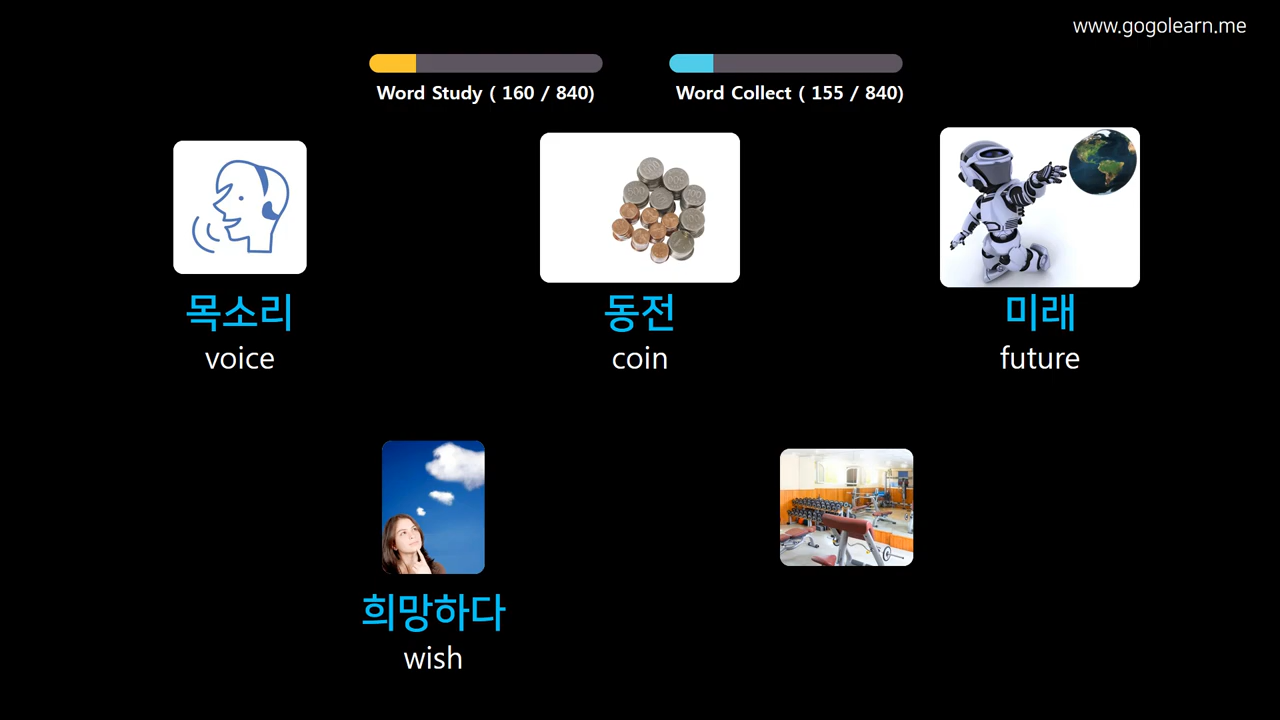 www.gogolearn.me
Word Study ( 160 / 840)
Word Collect ( 155 / 840)
목소리
voice
동전
coin
미래
future
희망하다
wish